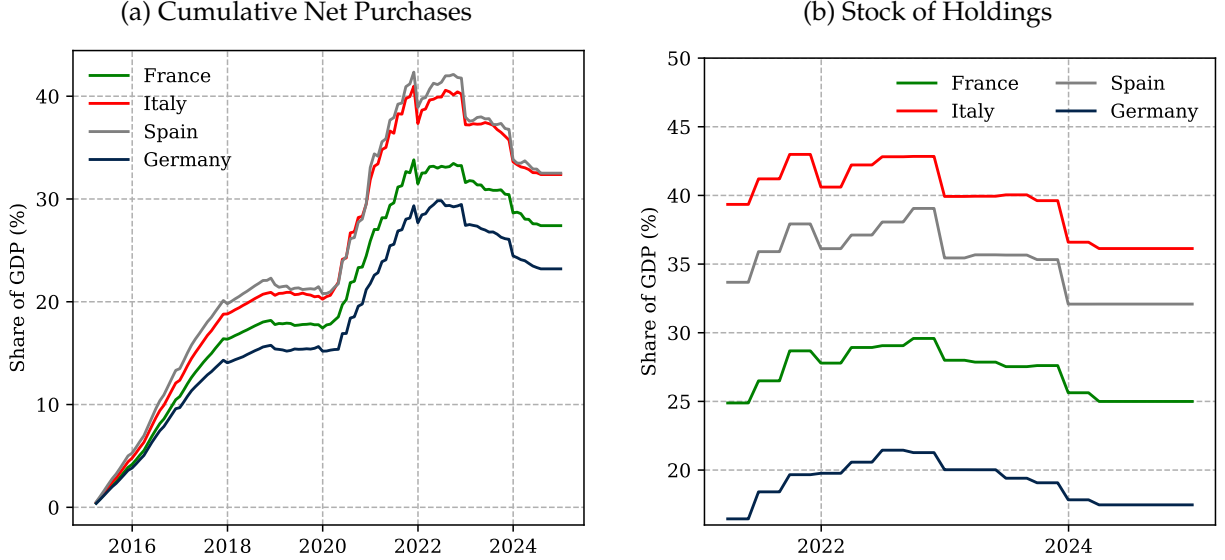 (a) Cumulative Net Purchases
France
Italy
Spain
Germany
Share of GDP (%)
40
30
20
10
0
2016 2018 2020 2022 2024
(b) Stock of Holdings
France Spain
Italy Germany
Share of GDP (%)
50
45
40
35
30
25
20
2022 2024